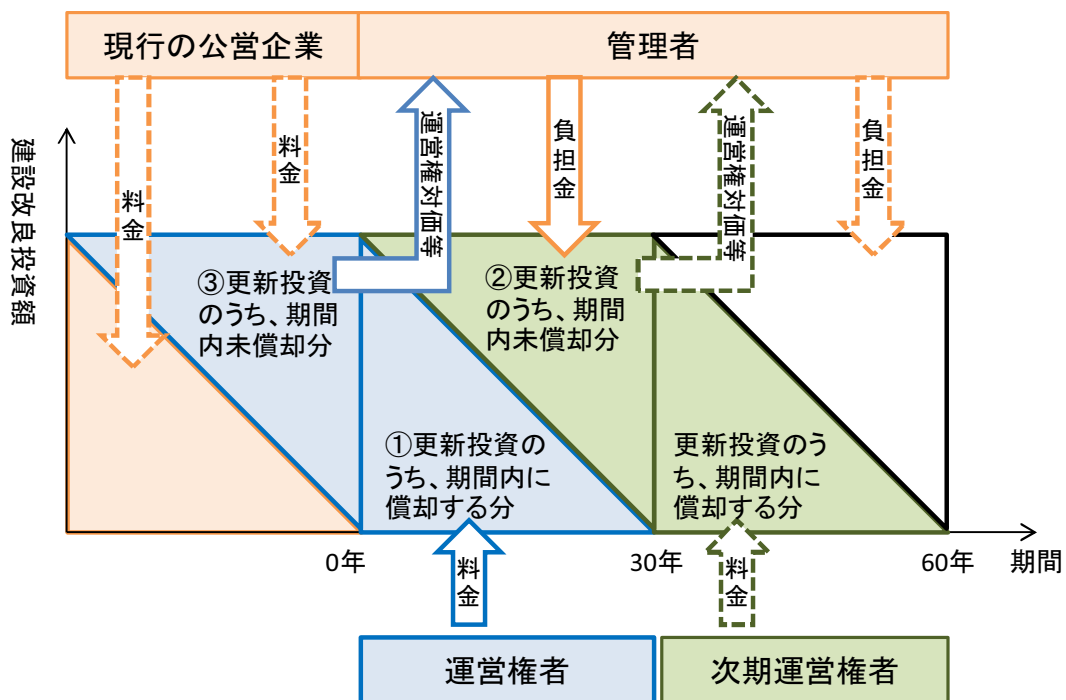 現行の公営企業
管理者
料金
料金
運営権対価等
負担金
運営権対価等
負担金
建設改良投資額
③更新投資
のうち、期間
内未償却分
②更新投資
のうち、期間
内未償却分
①更新投資の
うち、期間内に
償却する分
更新投資のう
ち、期間内に
償却する分
0年
30年
60年
期間
料金
料金
運営権者
次期運営権者